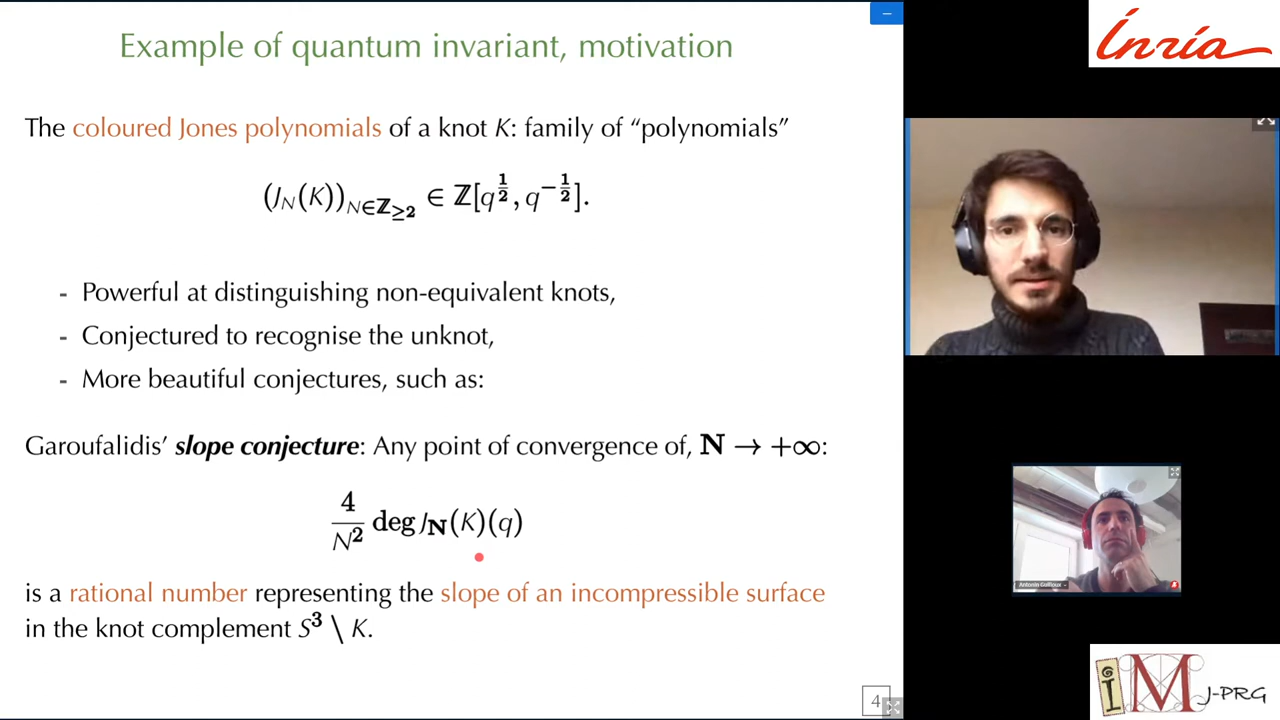 Example of quantum invariant, motivation
The coloured Jones polynomials of a knot K: family of “polynomials”
(J_N(K))_{N∈ℤ≥2} ∈ ℤ[q^{1/2}, q^{-1/2}].
- Powerful at distinguishing non-equivalent knots,
- Conjectured to recognise the unknot,
- More beautiful conjectures, such as:
Garoufalidis’ slope conjecture: Any point of convergence of, N → +∞:
4/N² deg J_N(K)(q)
is a rational number representing the slope of an incompressible surface
in the knot complement S³ \ K.
4
Inria
Antonin Guilloux
IMJ-PRG